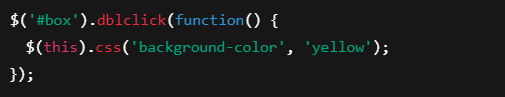 $('#box').dblclick(function() {
  $(this).css('background-color', 'yellow');
});